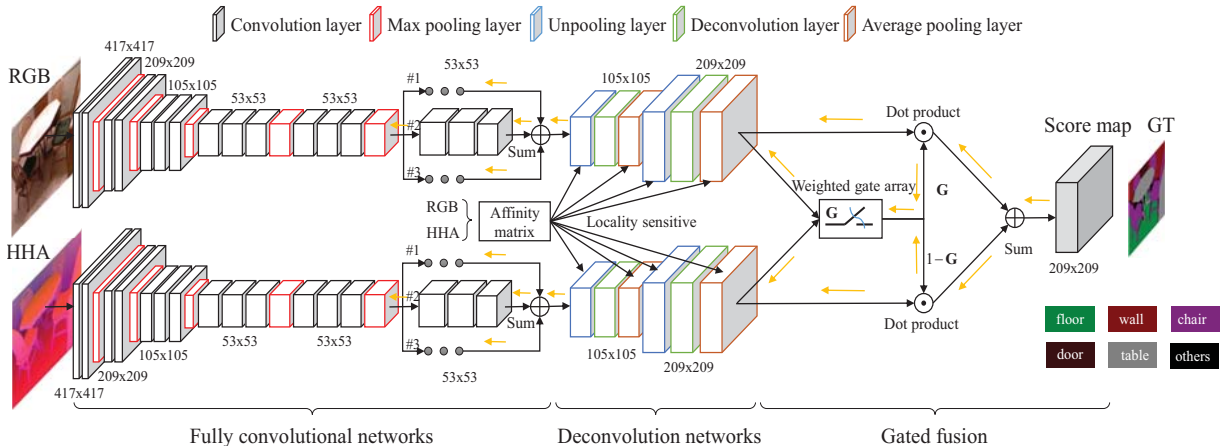 Convolution layer
Max pooling layer
Unpooling layer
Deconvolution layer
Average pooling layer
RGB
417x417
209x209
105x105
53x53
53x53
#1
53x53
#2
Sum
#3
105x105
209x209
Dot product
Score map
GT
Weighted gate array
G
G
RGB
HHA
Affinity
matrix
Locality sensitive
1−G
Sum
209x209
Dot product
HHA
417x417
209x209
105x105
53x53
53x53
#1
#2
Sum
#3
53x53
105x105
209x209
floor
wall
chair
door
table
others
Fully convolutional networks
Deconvolution networks
Gated fusion